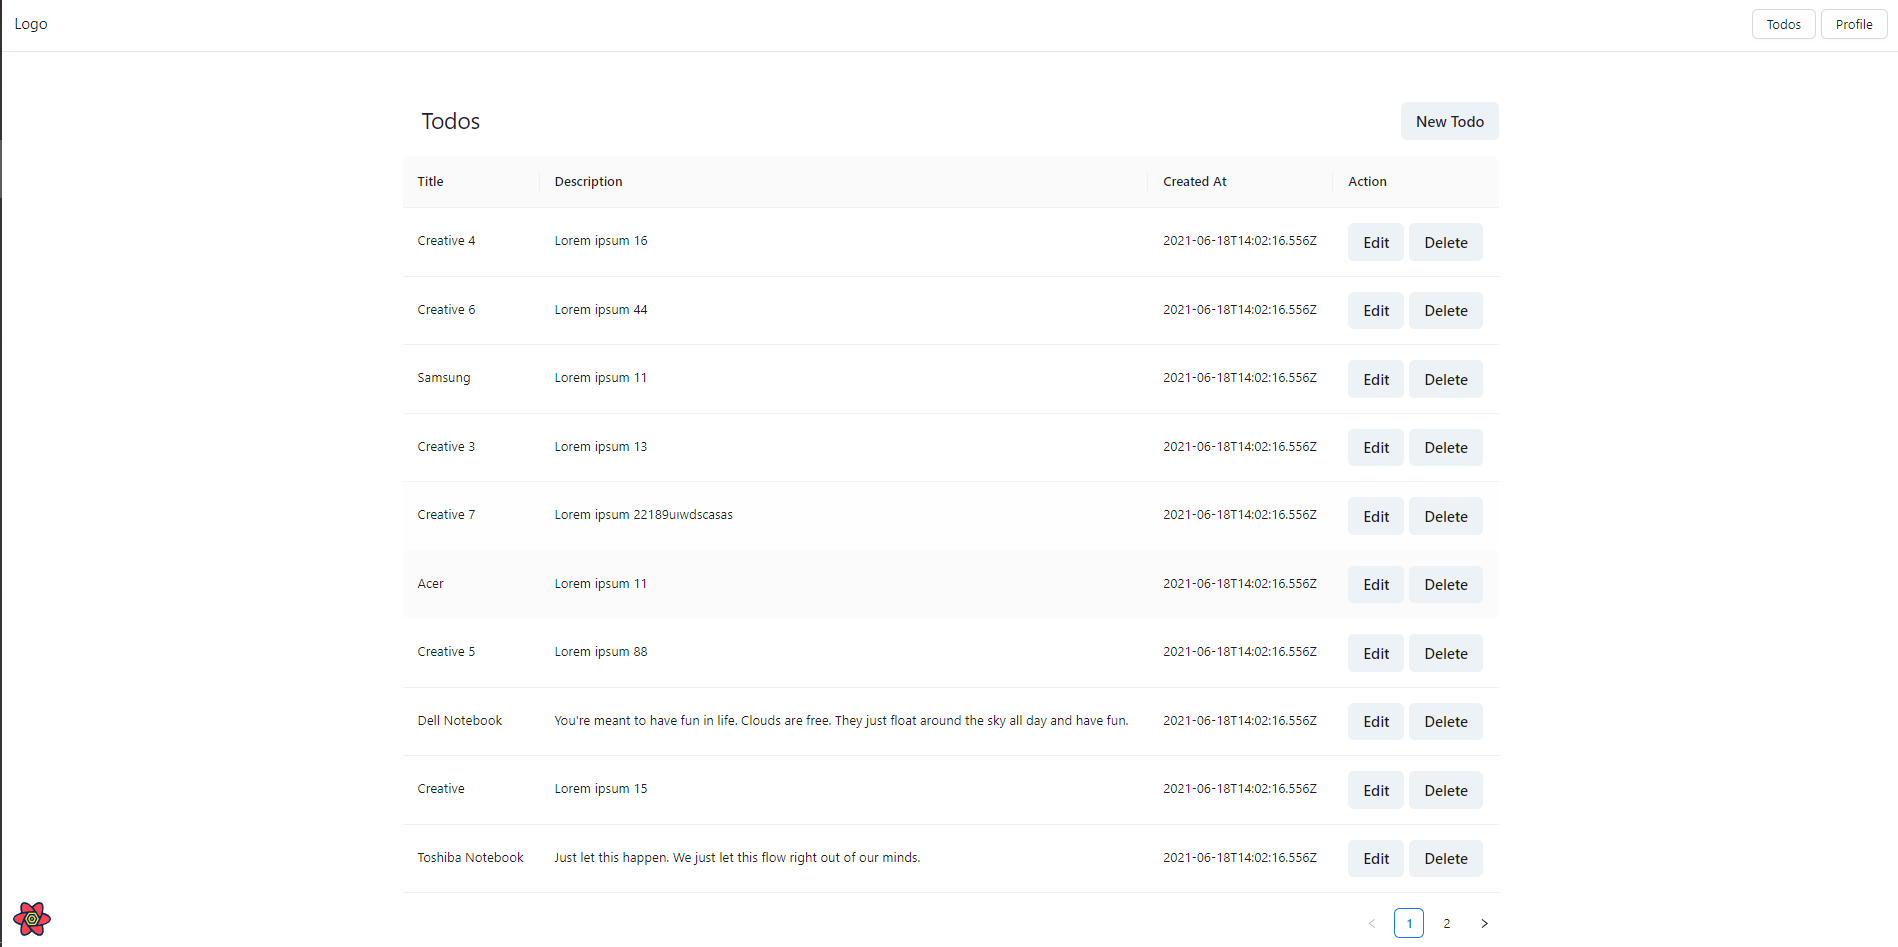 Logo Todos Profile
Todos New Todo
Title Description Created At Action
Creative 4 Lorem ipsum 16 2021-06-18T14:02:16.556Z Edit Delete
Creative 6 Lorem ipsum 44 2021-06-18T14:02:16.556Z Edit Delete
Samsung Lorem ipsum 11 2021-06-18T14:02:16.556Z Edit Delete
Creative 3 Lorem ipsum 13 2021-06-18T14:02:16.556Z Edit Delete
Creative 7 Lorem ipsum 22189uıwdscasas 2021-06-18T14:02:16.556Z Edit Delete
Acer Lorem ipsum 11 2021-06-18T14:02:16.556Z Edit Delete
Creative 5 Lorem ipsum 88 2021-06-18T14:02:16.556Z Edit Delete
Dell Notebook You're meant to have fun in life. Clouds are free. They just float around the sky all day and have fun. 2021-06-18T14:02:16.556Z Edit Delete
Creative Lorem ipsum 15 2021-06-18T14:02:16.556Z Edit Delete
Toshiba Notebook Just let this happen. We just let this flow right out of our minds. 2021-06-18T14:02:16.556Z Edit Delete
< 1 2 >